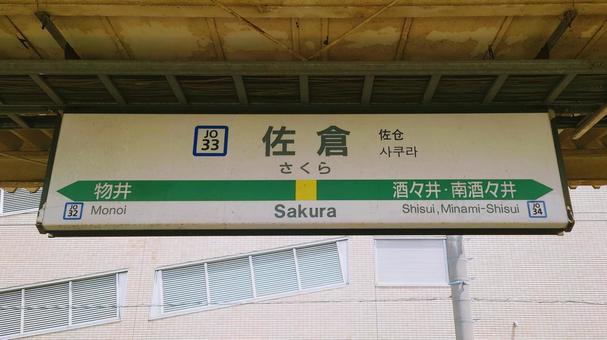 JO
33
佐倉
さくら
佐仓
사쿠라
物井
酒々井・南酒々井
JO
32
Monoi
Sakura
Shisui, Minami-Shisui
JO
34